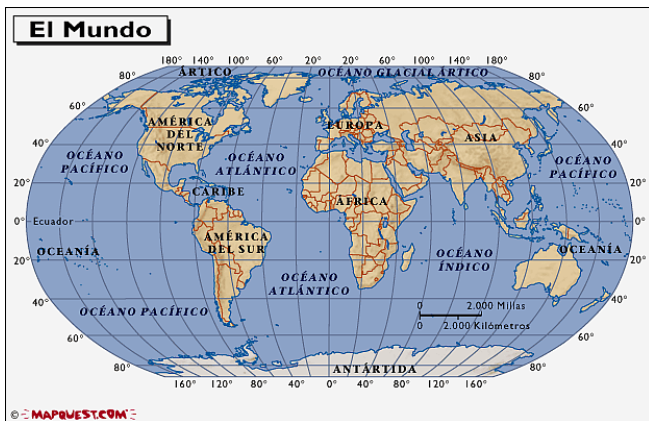 El Mundo
180° 140° 100° 60° 20° 0° 20° 60° 100° 140° 180°
80° ÁRTICO OCÉANO GLACIAL ÁRTICO 80°
60° 60°
AMÉRICA
DEL
NORTE
EUROPA
ASIA
40° 40°
OCÉANO
PACÍFICO
OCÉANO
ATLÁNTICO
OCÉANO
PACÍFICO
20° 20°
CARIBE
ÁFRICA
0° Ecuador 0°
AMÉRICA
DEL SUR
OCEANÍA
OCÉANO
ÍNDICO
OCEANÍA
20° 20°
OCÉANO
ATLÁNTICO
40° 40°
OCÉANO PACÍFICO
0 2.000 Millas
0 2.000 Kilómetros
60° 60°
80° 80°
ANTÁRTIDA
160° 120° 80° 40° 0° 40° 80° 120° 160°
© MAPQUEST.COM